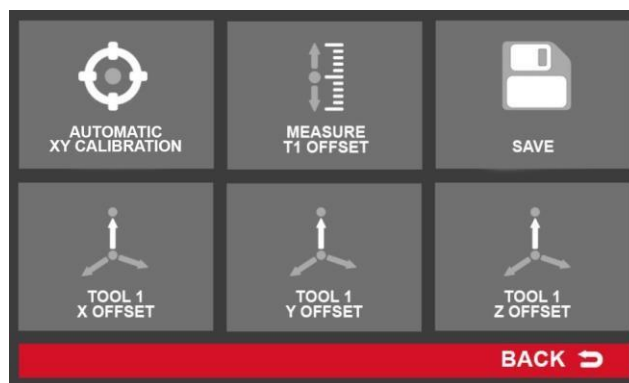 AUTOMATIC
XY CALIBRATION
MEASURE
T1 OFFSET
SAVE
TOOL 1
X OFFSET
TOOL 1
Y OFFSET
TOOL 1
Z OFFSET
BACK